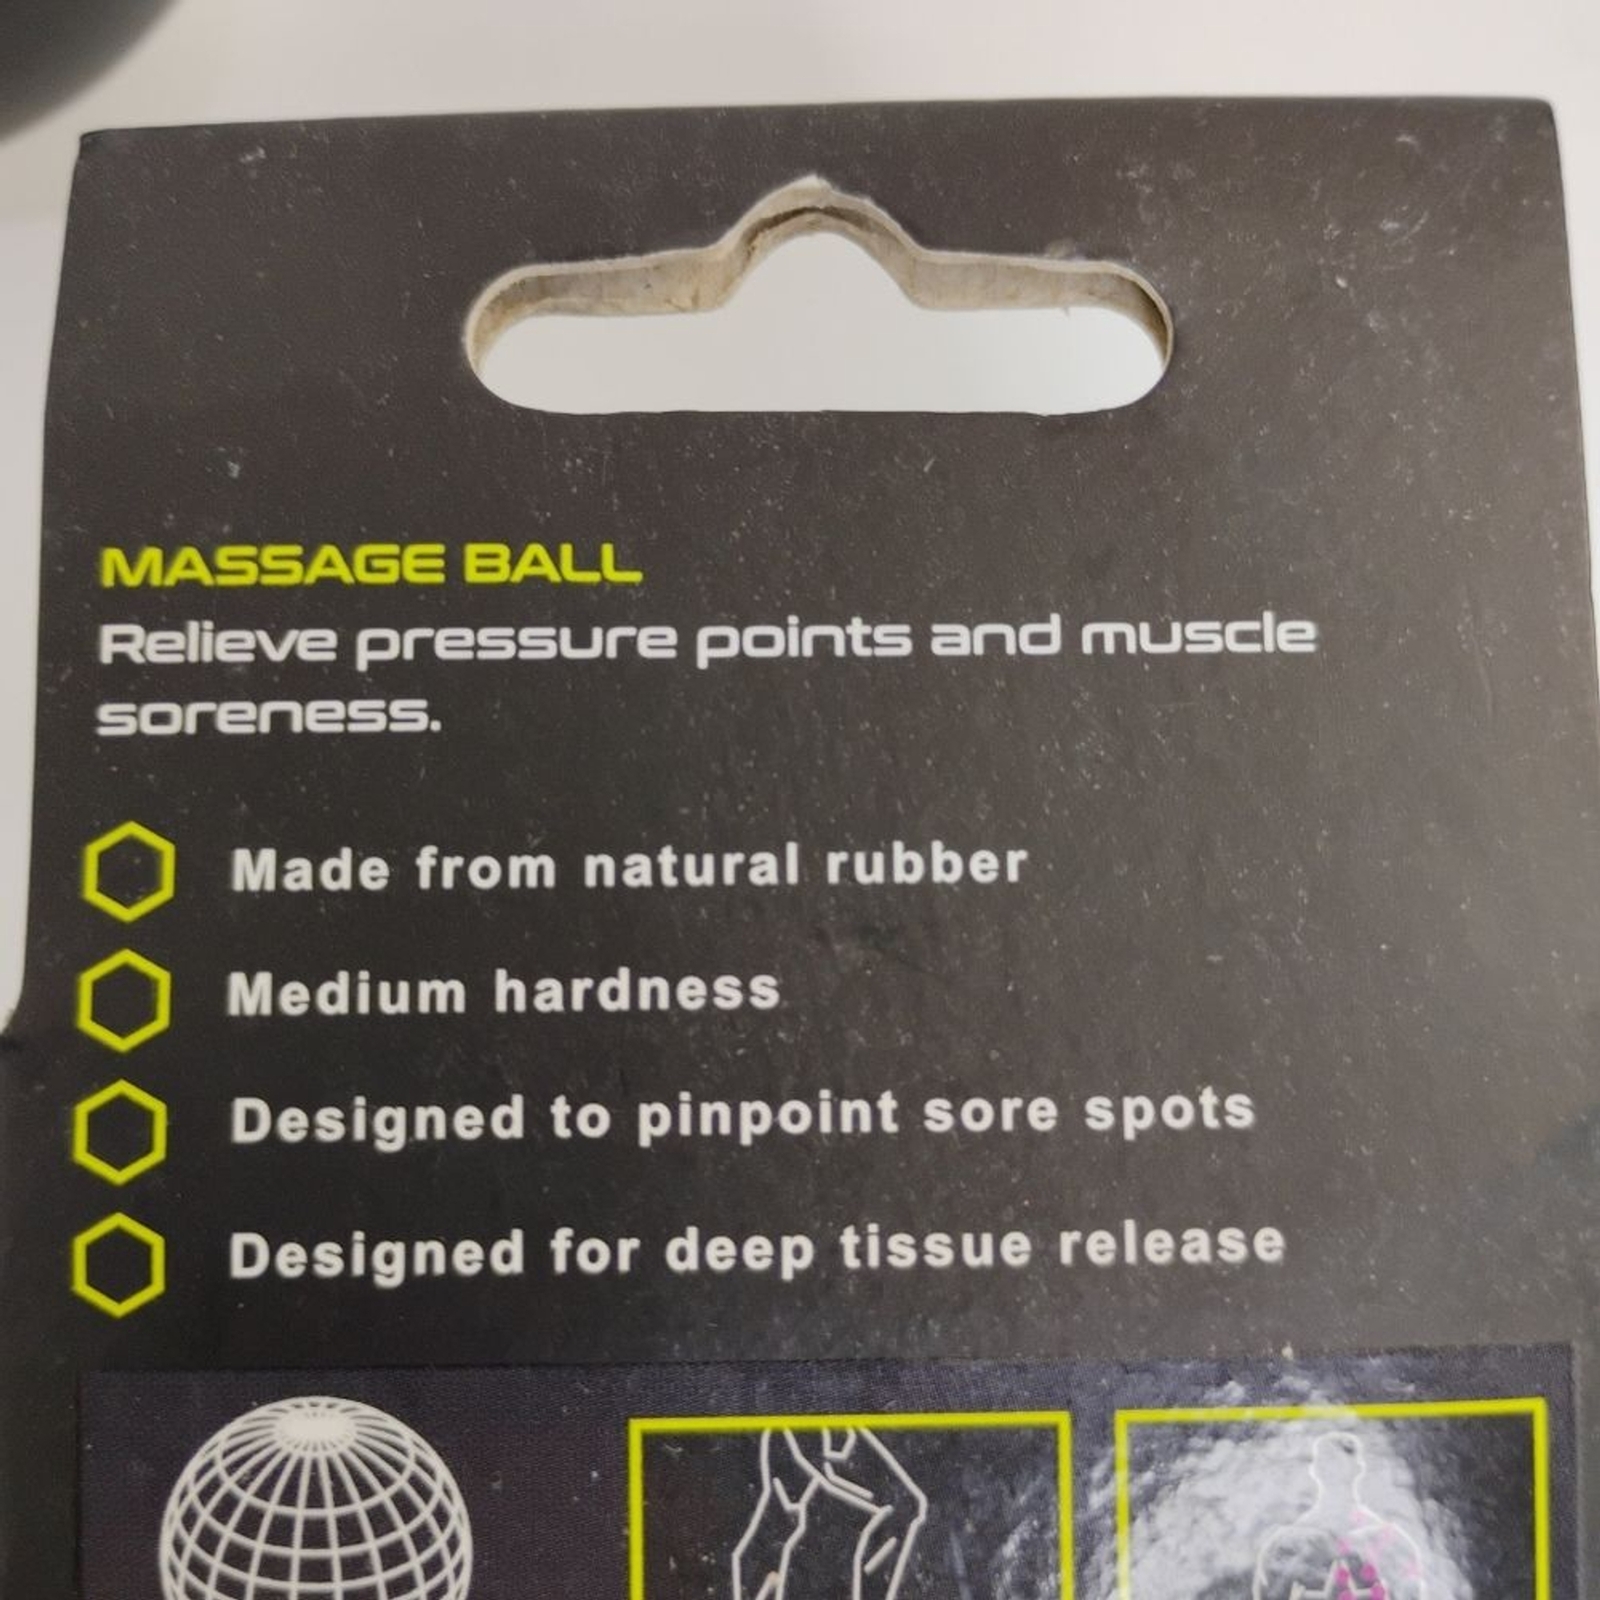 MASSAGE BALL
Relieve pressure points and muscle
soreness.
Made from natural rubber
Medium hardness
Designed to pinpoint sore spots
Designed for deep tissue release